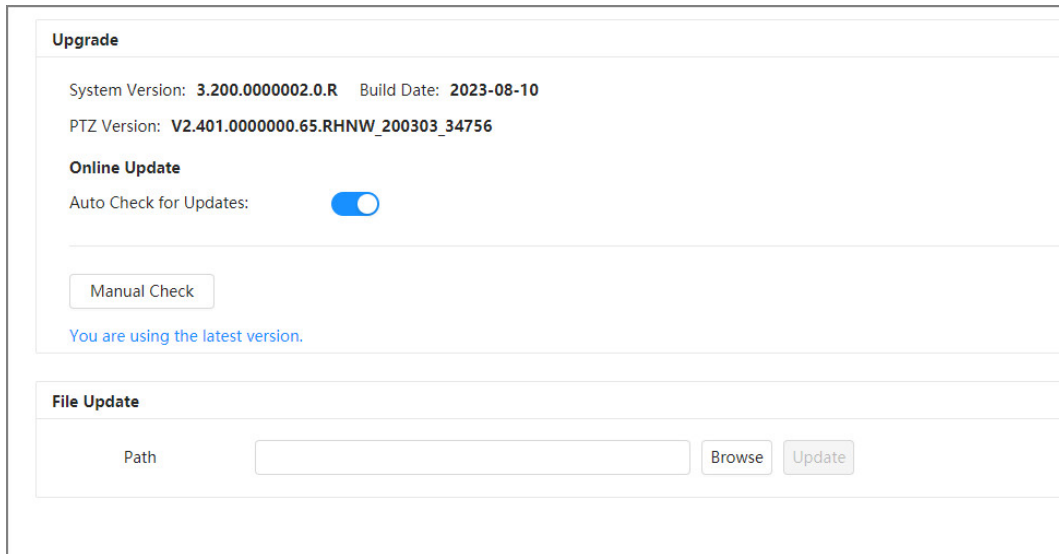 Upgrade
System Version: 3.200.0000002.0.R Build Date: 2023-08-10
PTZ Version: V2.401.0000000.65.RHNW_200303_34756
Online Update
Auto Check for Updates:
Manual Check
You are using the latest version.
File Update
Path Browse Update